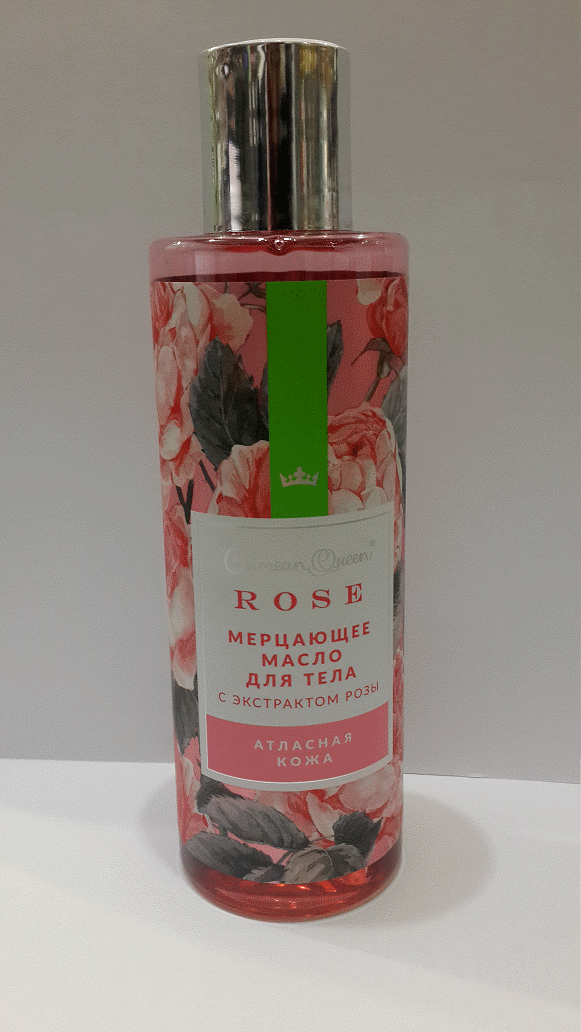 Crimean Queen®
ROSE
МЕРЦАЮЩЕЕ
МАСЛО
ДЛЯ ТЕЛА
С ЭКСТРАКТОМ РОЗЫ
АТЛАСНАЯ
КОЖА